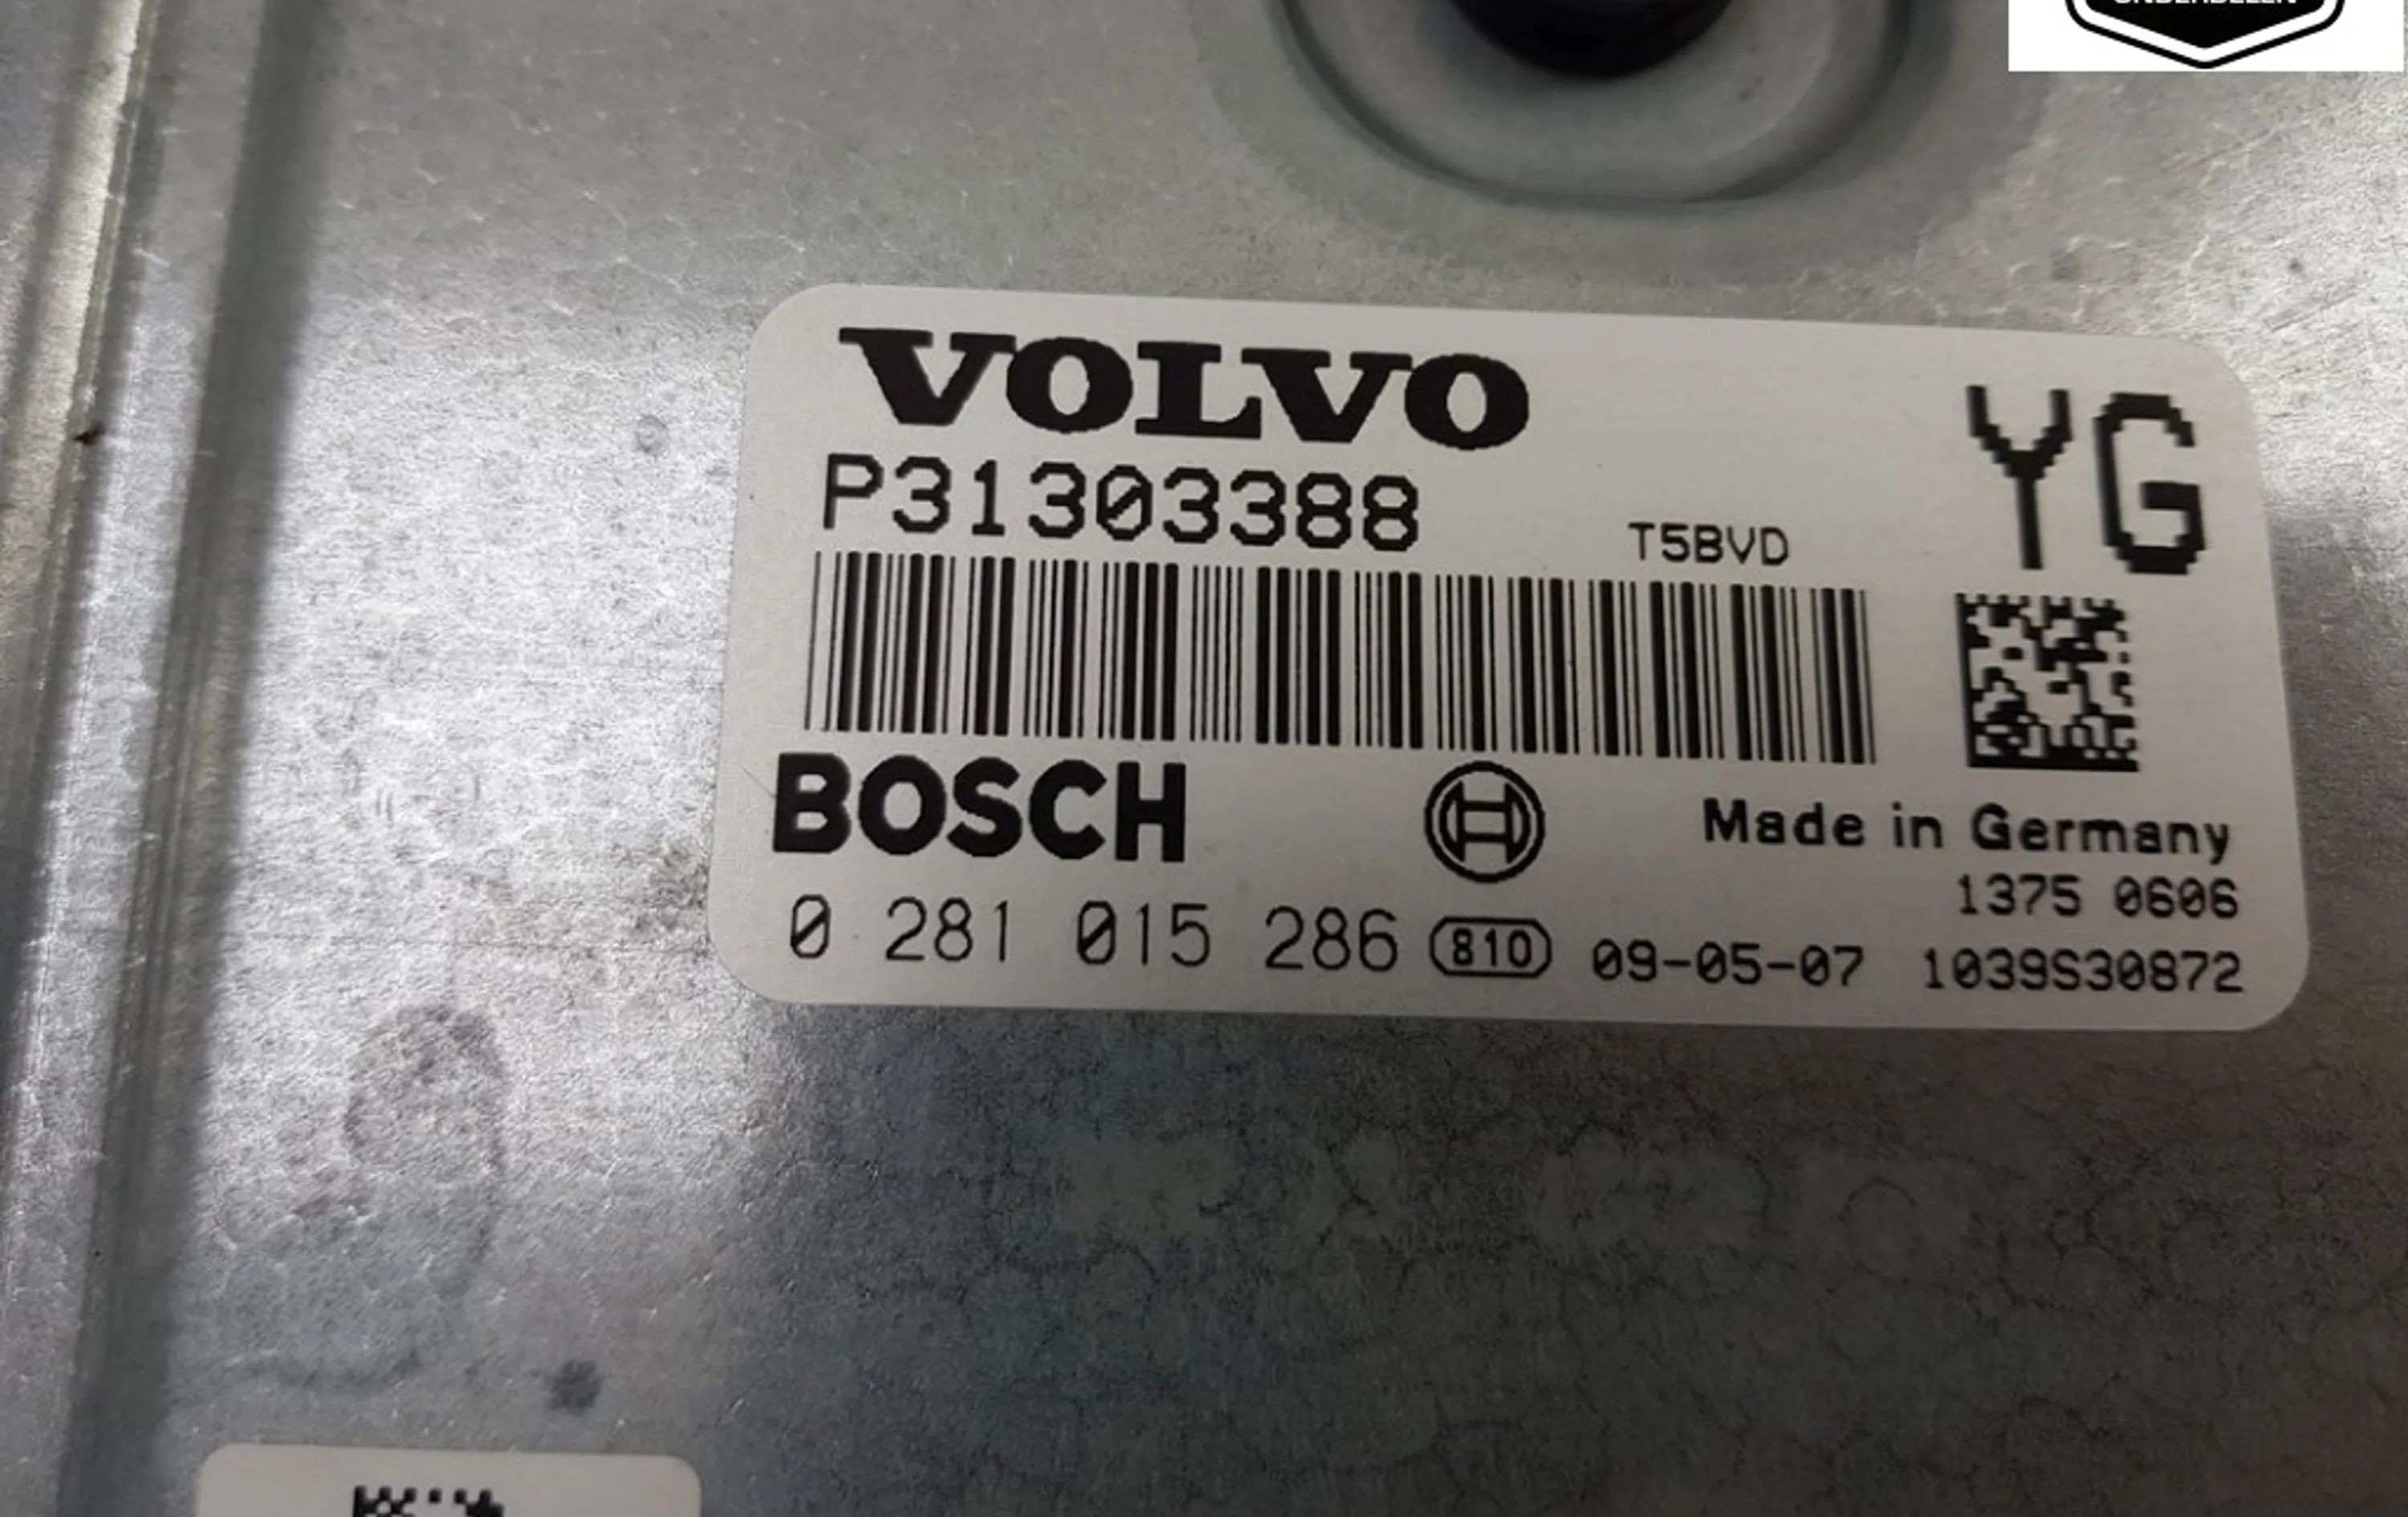 VOLVO
YG
P31303388
T5BVD
BOSCH
Made in Germany
1375 0606
0 281 015 286 810 09-05-07 1039S30872